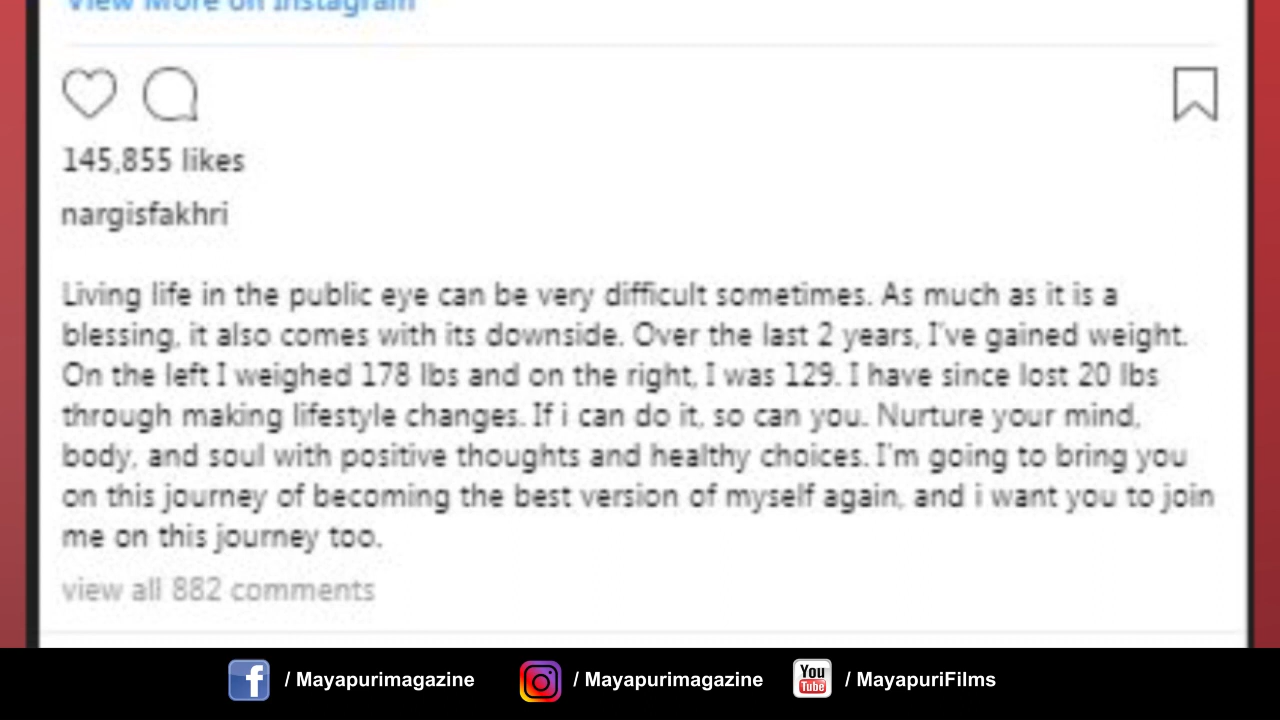 View More on Instagram
145,855 likes
nargisfakhri
Living life in the public eye can be very difficult sometimes. As much as it is a
blessing, it also comes with its downside. Over the last 2 years, I've gained weight.
On the left I weighed 178 lbs and on the right, I was 129. I have since lost 20 lbs
through making lifestyle changes. If i can do it, so can you. Nurture your mind,
body, and soul with positive thoughts and healthy choices. I'm going to bring you
on this journey of becoming the best version of myself again, and i want you to join
me on this journey too.
view all 882 comments
f / Mayapurimagazine / Mayapurimagazine You Tube / MayapuriFilms